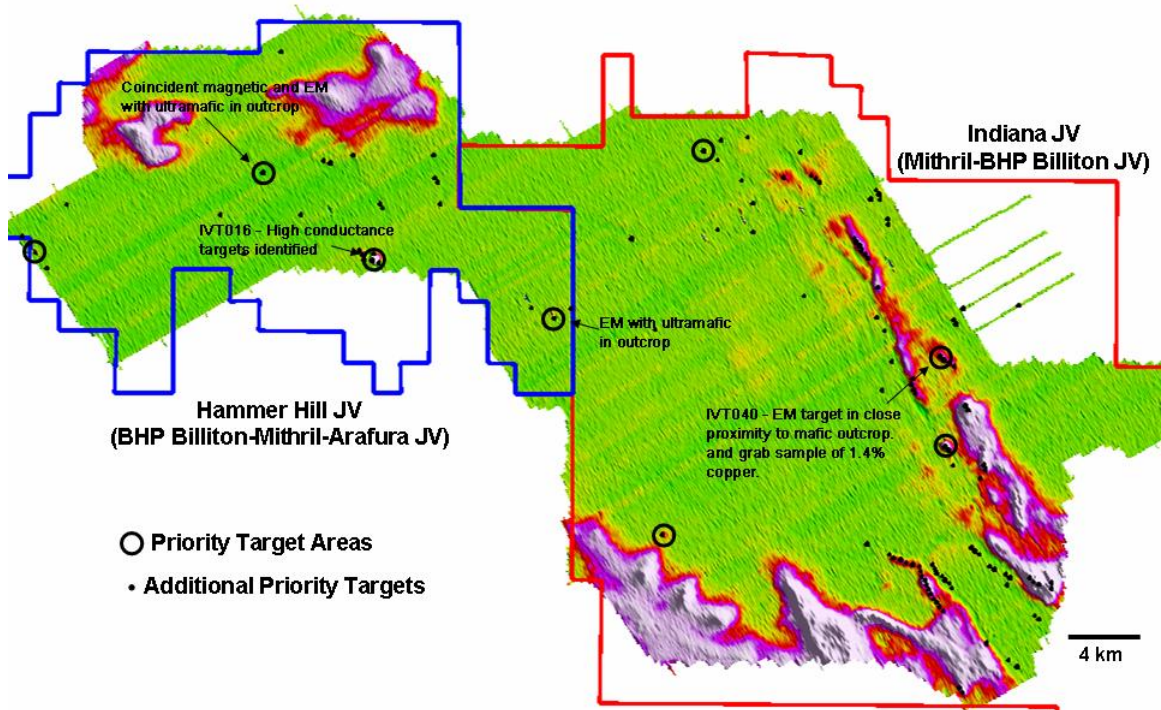 Coincident magnetic and EM
with ultramafic in outcrop
Indiana JV
(Mithril-BHP Billiton JV)
IVT016 - High conductance
targets identified
EM with ultramafic
in outcrop
Hammer Hill JV
(BHP Billiton-Mithril-Arafura JV)
IVT040 - EM target in close
proximity to mafic outcrop.
and grab sample of 1.4%
copper.
Priority Target Areas
Additional Priority Targets
4 km